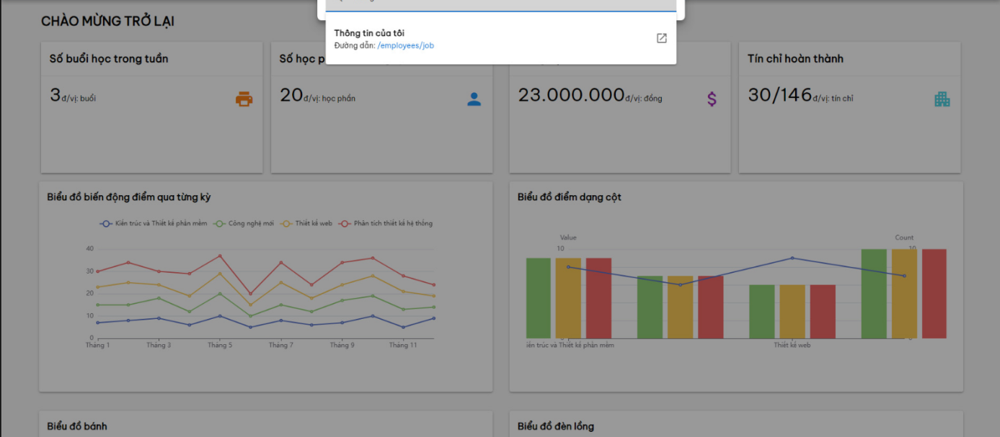 CHÀO MỪNG TRỞ LẠI
Thông tin của tôi
Đường dẫn: /employees/job
Số buổi học trong tuần
3 đ/vị: buổi
Số học p
20 đ/vị: học phần
23.000.000 đ/vị: đồng
Tín chỉ hoàn thành
30/146 đ/vị: tín chỉ
Biểu đồ biến động điểm qua từng kỳ
Kiến trúc và Thiết kế phần mềm Công nghệ mới Thiết kế web Phân tích thiết kế hệ thống
40
30
20
10
0
Tháng 1 Tháng 3 Tháng 5 Tháng 7 Tháng 9 Tháng 11
Biểu đồ điểm dạng cột
Value Count
10 10
0 0
iến trúc và Thiết kế phần mềm Thiết kế web
Biểu đồ bánh
Biểu đồ đèn lồng